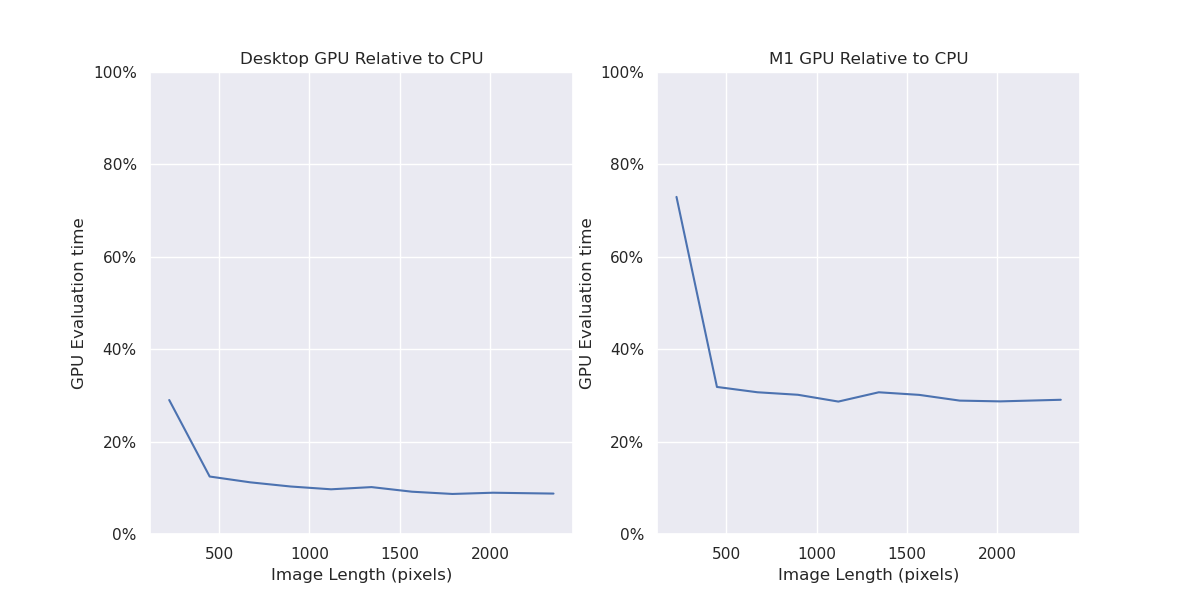 Desktop GPU Relative to CPU
100%
80%
60%
40%
20%
0%
GPU Evaluation time
500 1000 1500 2000
Image Length (pixels)
M1 GPU Relative to CPU
100%
80%
60%
40%
20%
0%
GPU Evaluation time
500 1000 1500 2000
Image Length (pixels)